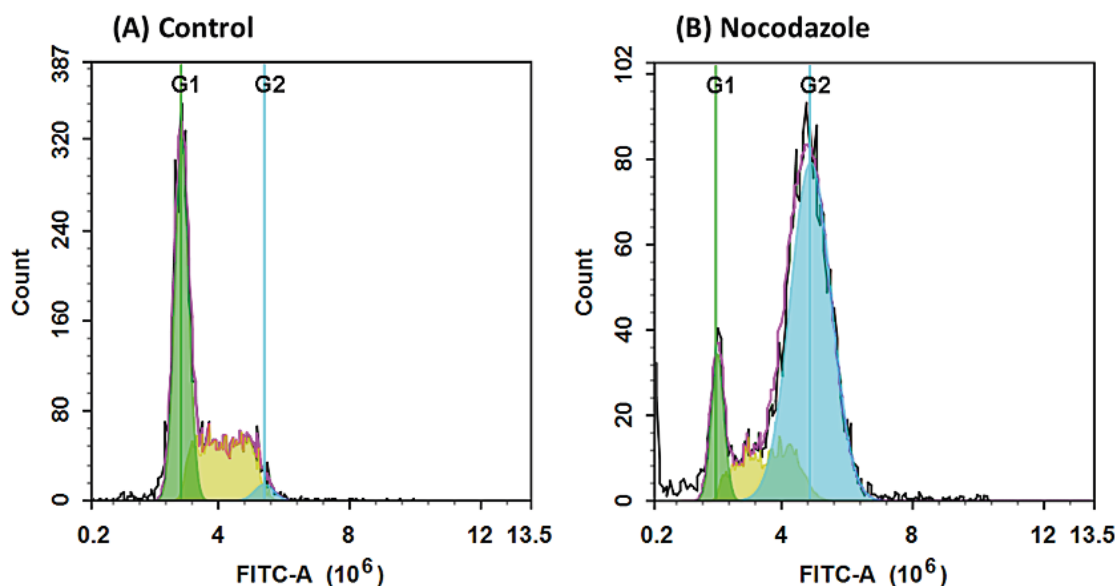 (A) Control
387
320
240
160
80
0
Count
G1 G2
0.2 4 8 12 13.5
FITC-A (10⁶)
(B) Nocodazole
102
80
60
40
20
0
Count
G1 G2
0.2 4 8 12 13.5
FITC-A (10⁶)